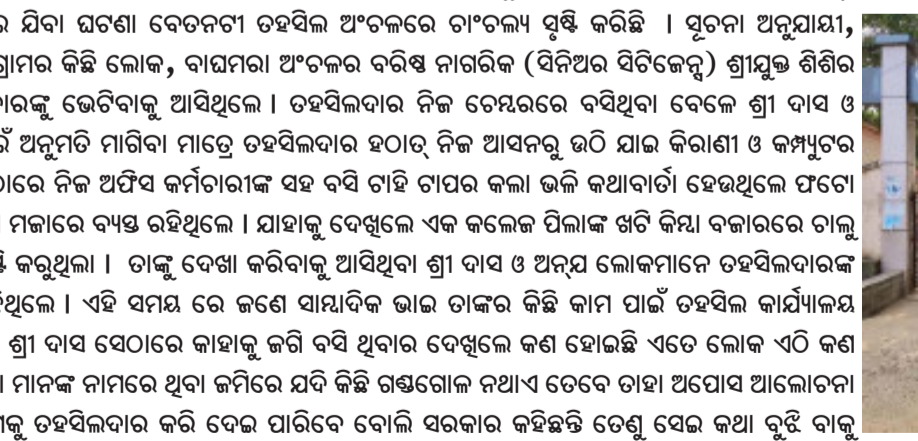 ଯିବା ଘଟଣା ବେତନଟୀ ତହସିଲ ଅଂଚଳରେ ଚାଂଚଲ୍ୟ ସୃଷ୍ଟି କରିଛି । ସୂଚନା ଅନୁଯାୟୀ,
ଗ୍ରାମର କିଛି ଲୋକ, ବାଘମରା ଅଂଚଳର ବରିଷ୍ଠ ନାଗରିକ (ସିନିଅର ସିଟିଜେନ୍ସ) ଶ୍ରୀଯୁକ୍ତ ଶିଶିର
ଭେଟିବାକୁ ଆସିଥିଲେ । ତହସିଲଦାର ନିଜ ଚେମ୍ବରରେ ବସିଥିବା ବେଳେ ଶ୍ରୀ ଦାସ ଓ
ଅନୁମତି ମାଗିବା ମାତ୍ରେ ତହସିଲଦାର ହଠାତ୍ ନିଜ ଆସନରୁ ଉଠି ଯାଇ କିରାଣୀ ଓ କମ୍ପ୍ୟୁଟର
ନିଜ ଅଫିସ କର୍ମଚାରୀଙ୍କ ସହ ବସି ଟାହି ଟାପର କଲା ଭଳି କଥାବାର୍ତା ହେଉଥିଲେ ଫଟୋ
ମଜାରେ ବ୍ୟସ୍ତ ରହିଥିଲେ । ଯାହାକୁ ଦେଖିଲେ ଏକ କଲେଜ ପିଲାଙ୍କ ଖଟି କିମ୍ବା ବଜାରରେ ଚାଲୁ
କରୁଥିଲା । ତାଙ୍କୁ ଦେଖା କରିବାକୁ ଆସିଥିବା ଶ୍ରୀ ଦାସ ଓ ଅନ୍ୟ ଲୋକମାନେ ତହସିଲଦାରଙ୍କ
ଏହି ସମୟ ରେ ଜଣେ ସାମ୍ବାଦିକ ଭାଇ ତାଙ୍କର କିଛି କାମ ପାଇଁ ତହସିଲ କାର୍ଯ୍ୟାଳୟ
ଶ୍ରୀ ଦାସ ସେଠାରେ କାହାକୁ ଜଗି ବସି ଥିବାର ଦେଖିଲେ କଣ ହୋଇଛି ଏତେ ଲୋକ ଏଠି କଣ
ମାନଙ୍କ ନାମରେ ଥିବା ଜମିରେ ଯଦି କିଛି ଗଣ୍ଡଗୋଳ ନଥାଏ ତେବେ ତାହା ଅପୋସ ଆଲୋଚନା
ତହସିଲଦାର କରି ଦେଇ ପାରିବେ ବୋଲି ସରକାର କହିଛନ୍ତି ତେଣୁ ସେଇ କଥା ବୁଝି ବାକୁ